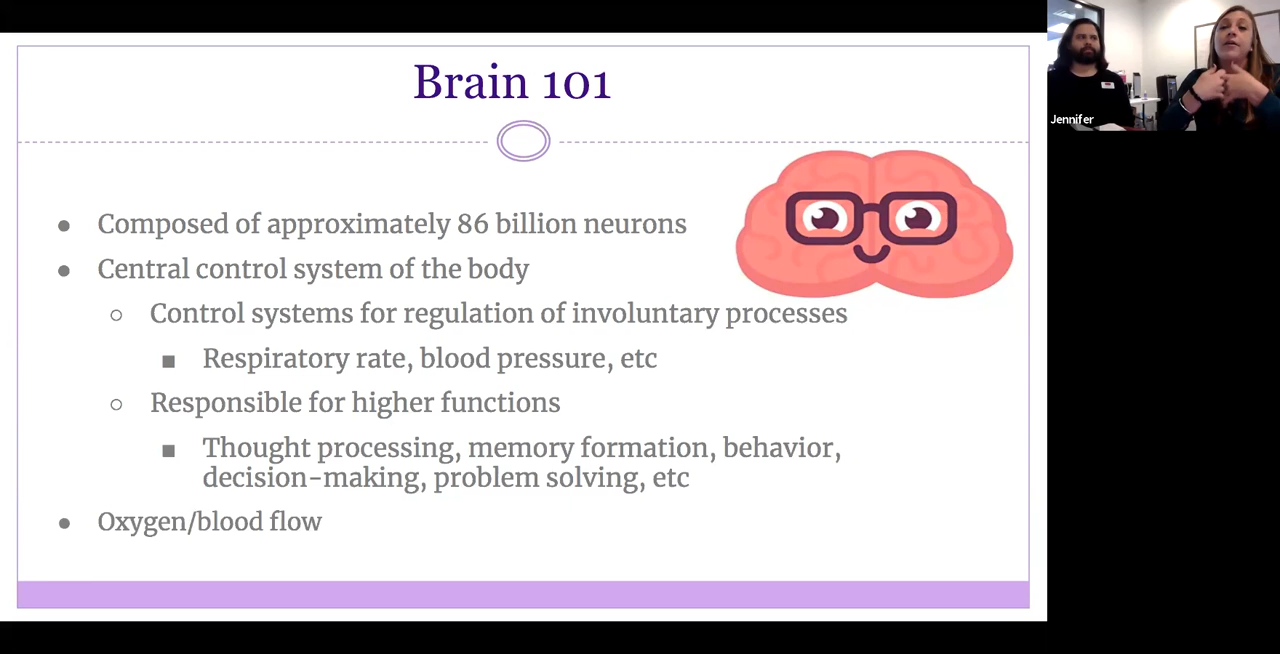 Brain 101
● Composed of approximately 86 billion neurons
● Central control system of the body
○ Control systems for regulation of involuntary processes
■ Respiratory rate, blood pressure, etc
○ Responsible for higher functions
■ Thought processing, memory formation, behavior,
decision-making, problem solving, etc
● Oxygen/blood flow
Jennifer